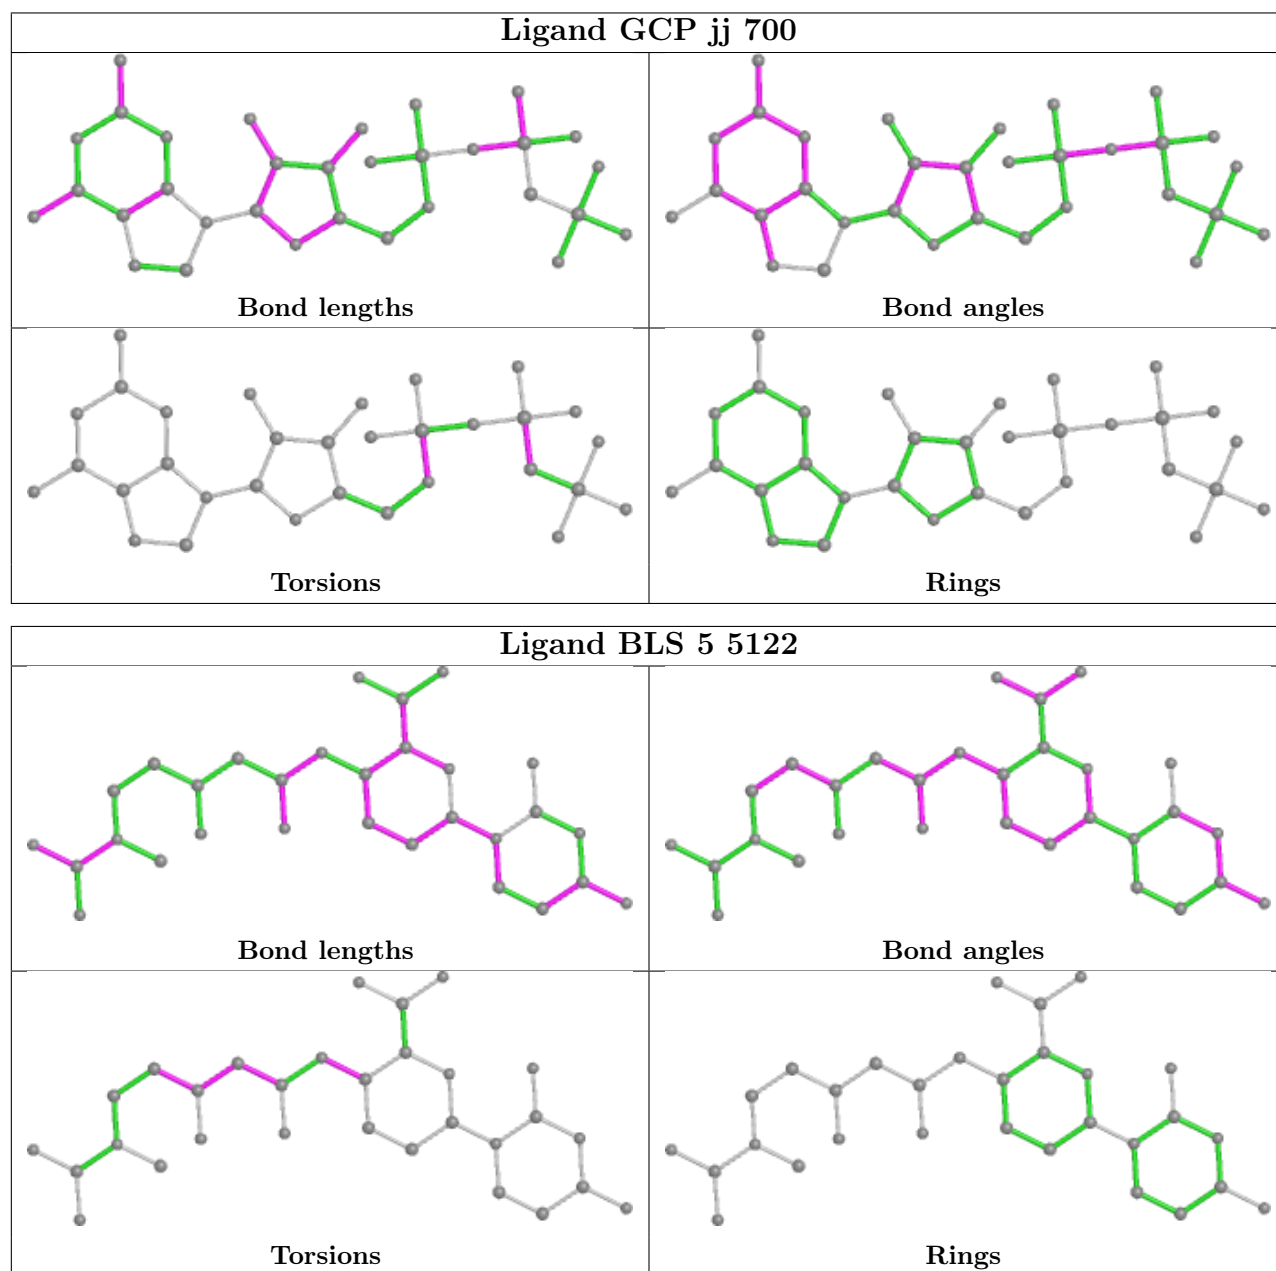 Ligand GCP jj 700
Bond lengths
Bond angles
Torsions
Rings
Ligand BLS 5 5122
Bond lengths
Bond angles
Torsions
Rings